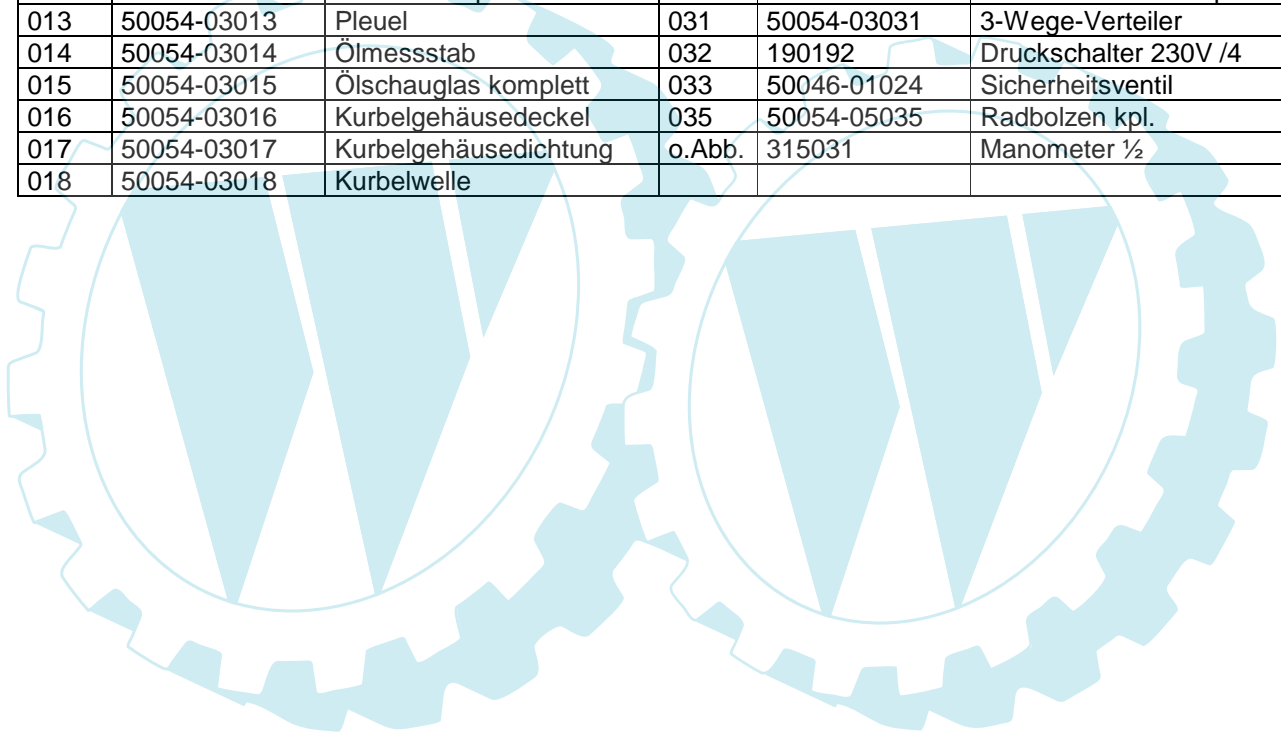 013 50054-03013 Pleuel 031 50054-03031 3-Wege-Verteiler
014 50054-03014 Ölmessstab 032 190192 Druckschalter 230V /4
015 50054-03015 Ölschauglas komplett 033 50046-01024 Sicherheitsventil
016 50054-03016 Kurbelgehäusedeckel 035 50054-05035 Radbolzen kpl.
017 50054-03017 Kurbelgehäusedichtung o.Abb. 315031 Manometer ½
018 50054-03018 Kurbelwelle